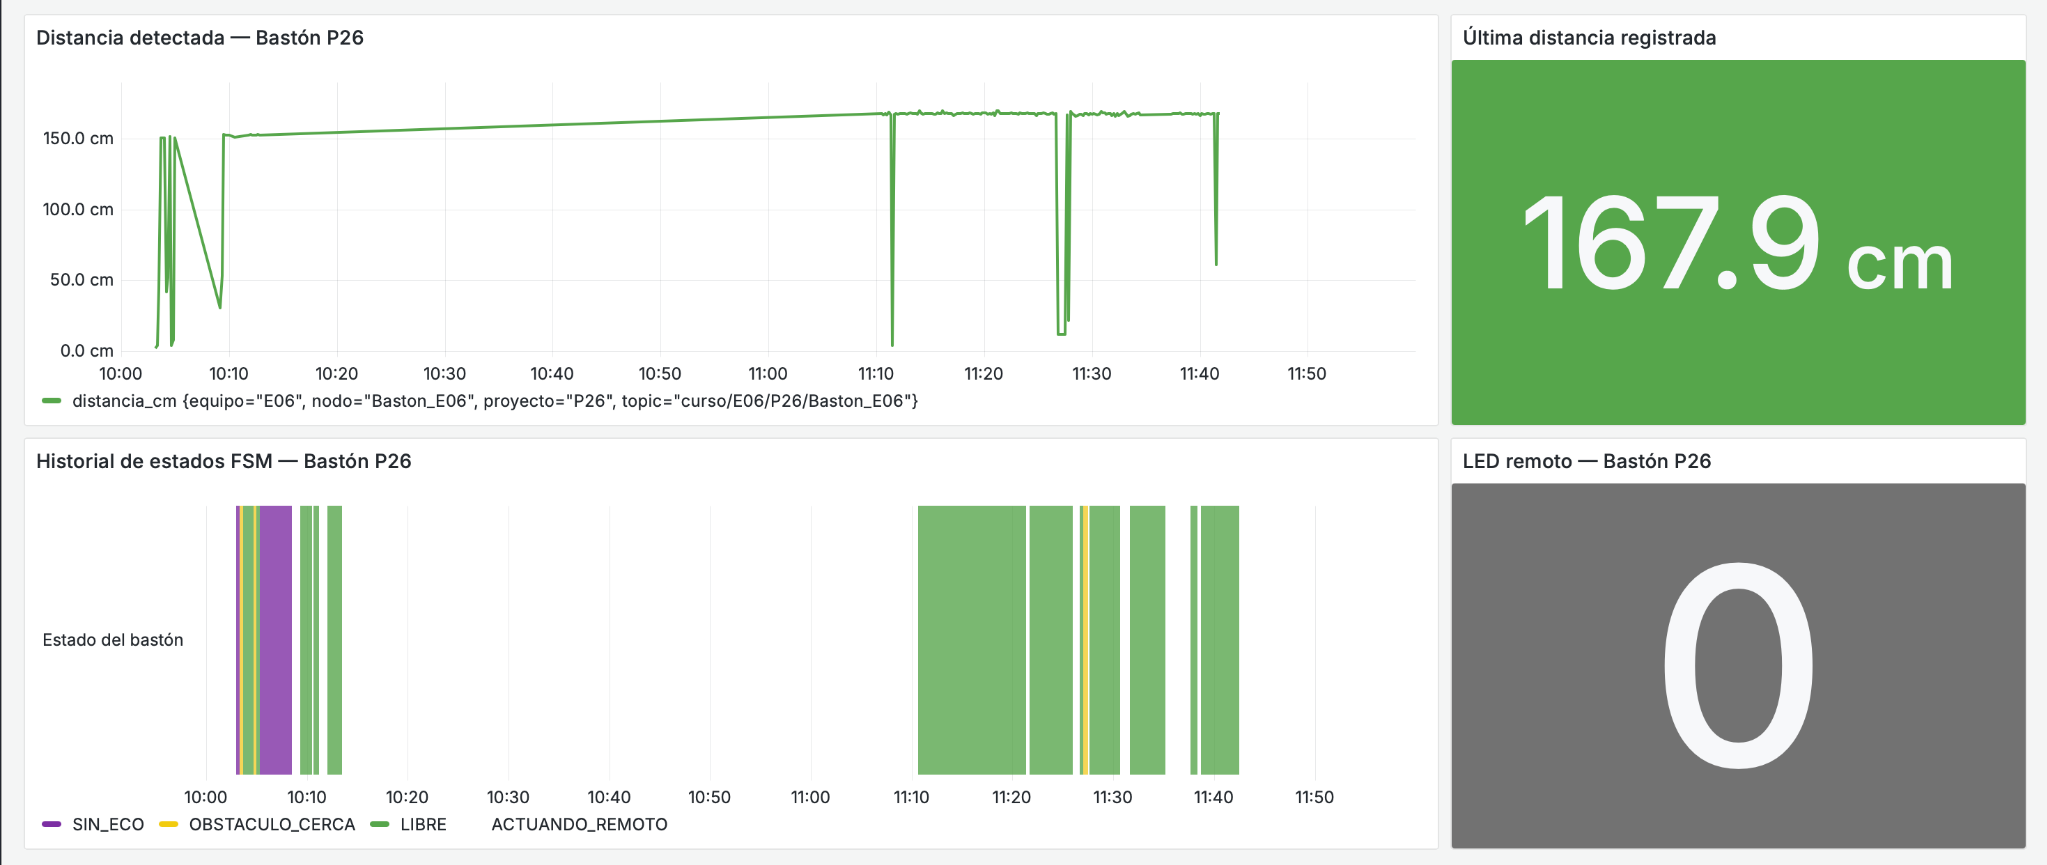 Distancia detectada — Bastón P26
150.0 cm
100.0 cm
50.0 cm
0.0 cm
10:00 10:10 10:20 10:30 10:40 10:50 11:00 11:10 11:20 11:30 11:40 11:50
distancia_cm {equipo="E06", nodo="Baston_E06", proyecto="P26", topic="curso/E06/P26/Baston_E06"}
Última distancia registrada
167.9 cm
Historial de estados FSM — Bastón P26
Estado del bastón
10:00 10:10 10:20 10:30 10:40 10:50 11:00 11:10 11:20 11:30 11:40 11:50
SIN_ECO OBSTACULO_CERCA LIBRE ACTUANDO_REMOTO
LED remoto — Bastón P26
0